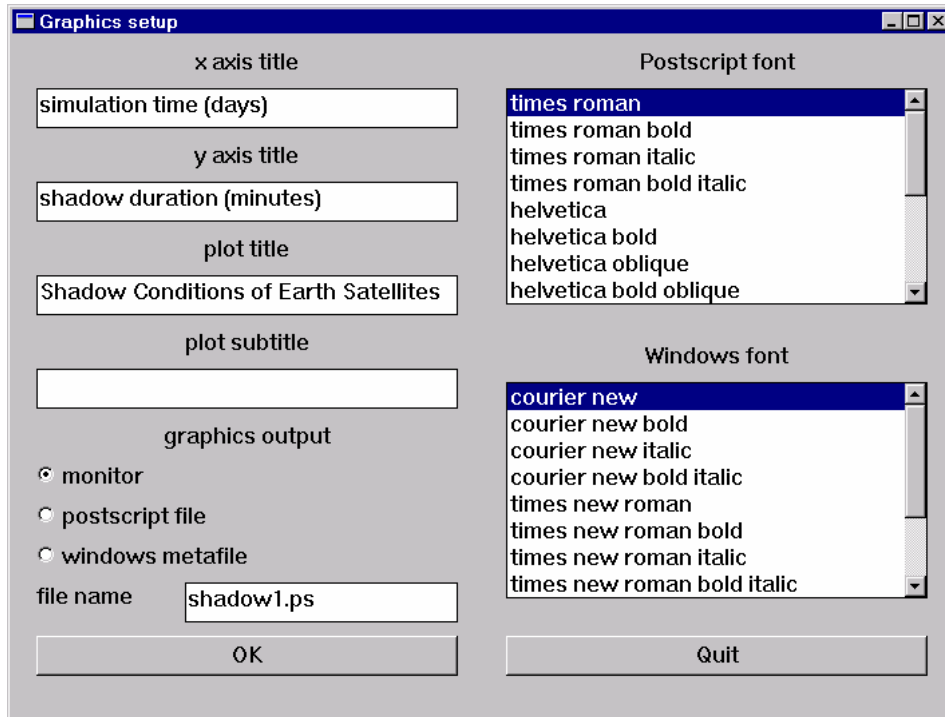 Graphics setup
x axis title
simulation time (days)
y axis title
shadow duration (minutes)
plot title
Shadow Conditions of Earth Satellites
plot subtitle
graphics output
monitor
postscript file
windows metafile
file name
shadow1.ps
OK
Postscript font
times roman
times roman bold
times roman italic
times roman bold italic
helvetica
helvetica bold
helvetica oblique
helvetica bold oblique
Windows font
courier new
courier new bold
courier new italic
courier new bold italic
times new roman
times new roman bold
times new roman italic
times new roman bold italic
Quit